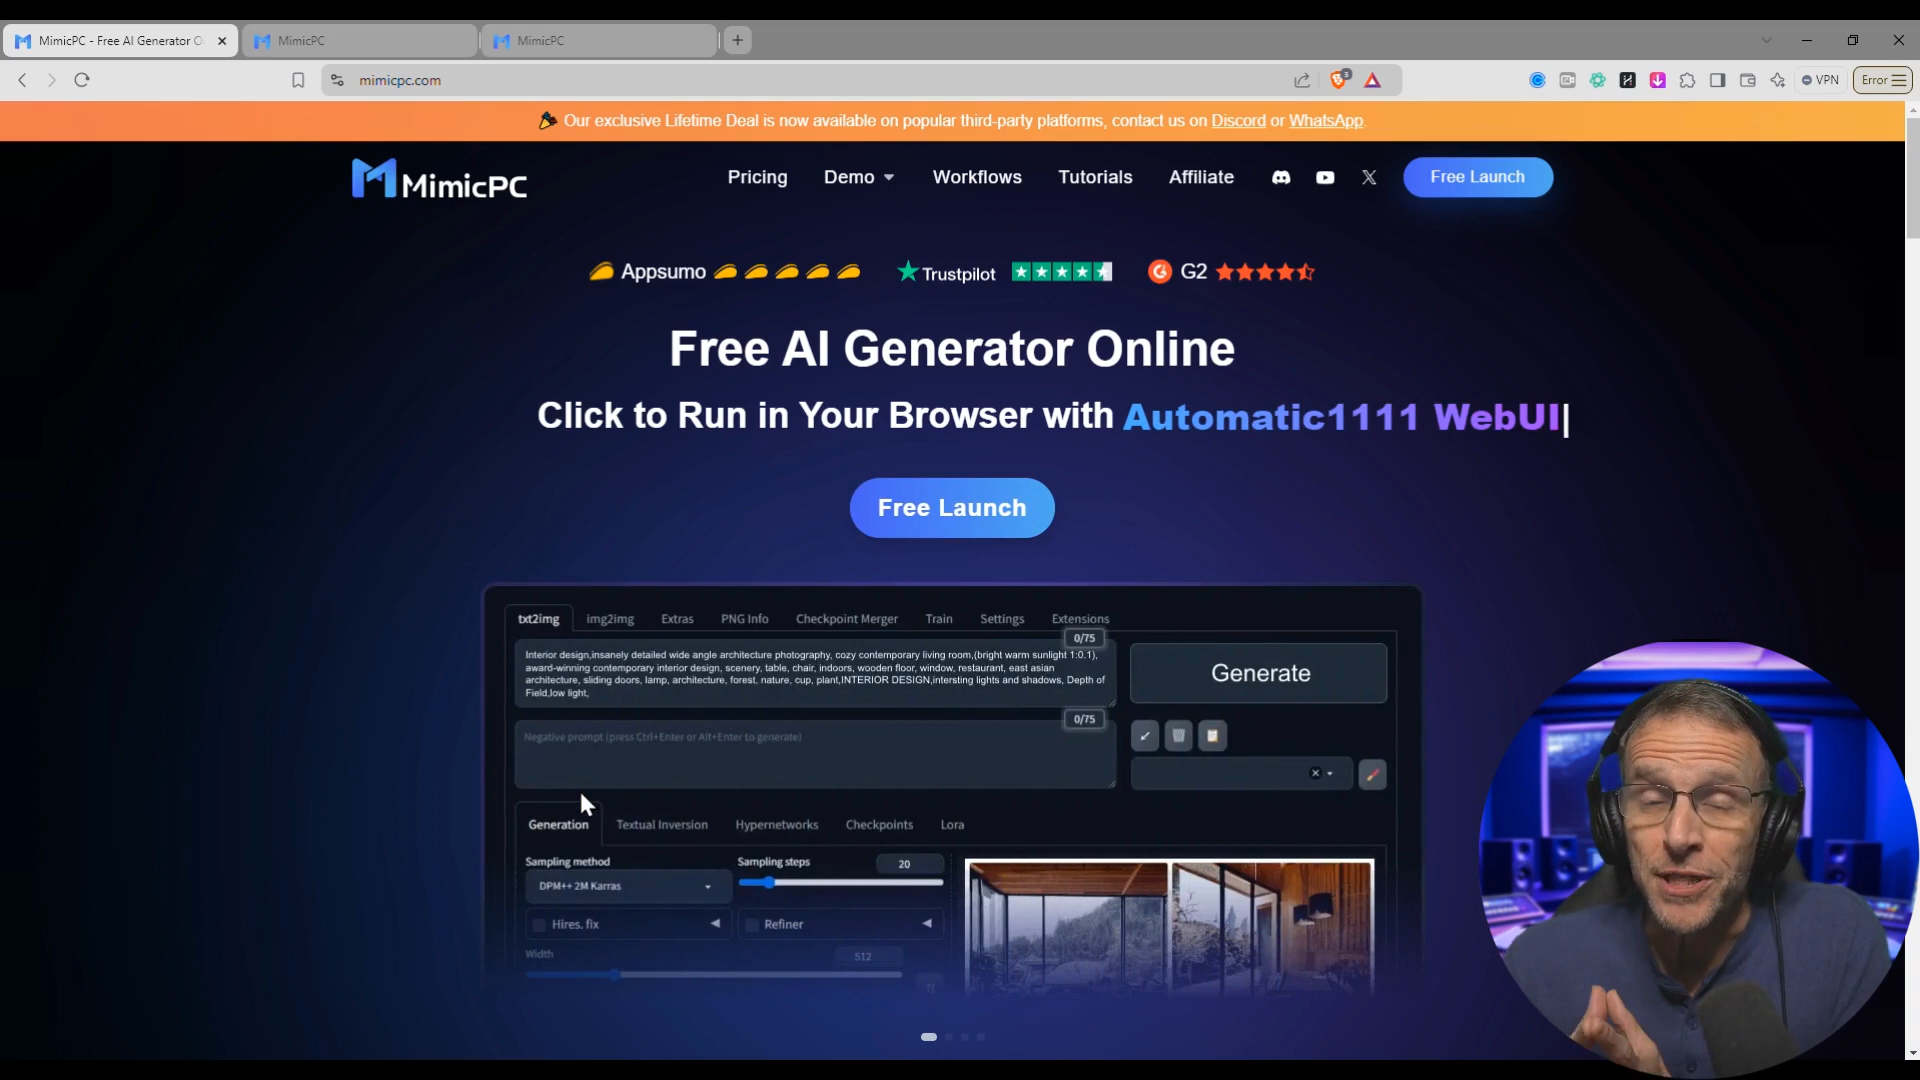 MimicPC - Free AI Generator O
MimicPC
MimicPC
mimicpc.com
3
VPN
Error
Our exclusive Lifetime Deal is now available on popular third-party platforms, contact us on Discord or WhatsApp.
MimicPC
Pricing
Demo
Workflows
Tutorials
Affiliate
Free Launch
Appsumo
Trustpilot
G2
Free AI Generator Online
Click to Run in Your Browser with Automatic1111 WebUI|
Free Launch
txt2img
img2img
Extras
PNG Info
Checkpoint Merger
Train
Settings
Extensions
0/75
Interior design,insanely detailed wide angle architecture photography, cozy contemporary living room,(bright warm sunlight 1:0.1),
award-winning contemporary interior design, scenery, table, chair, indoors, wooden floor, window, restaurant, east asian
architecture, sliding doors, lamp, architecture, forest, nature, cup, plant,INTERIOR DESIGN,intersting lights and shadows, Depth of
Field,low light,
Generate
0/75
Negative prompt (press Ctrl+Enter or Alt+Enter to generate)
Generation
Textual Inversion
Hypernetworks
Checkpoints
Lora
Sampling method
Sampling steps
20
DPM++ 2M Karras
Hires. fix
Refiner
Width
512